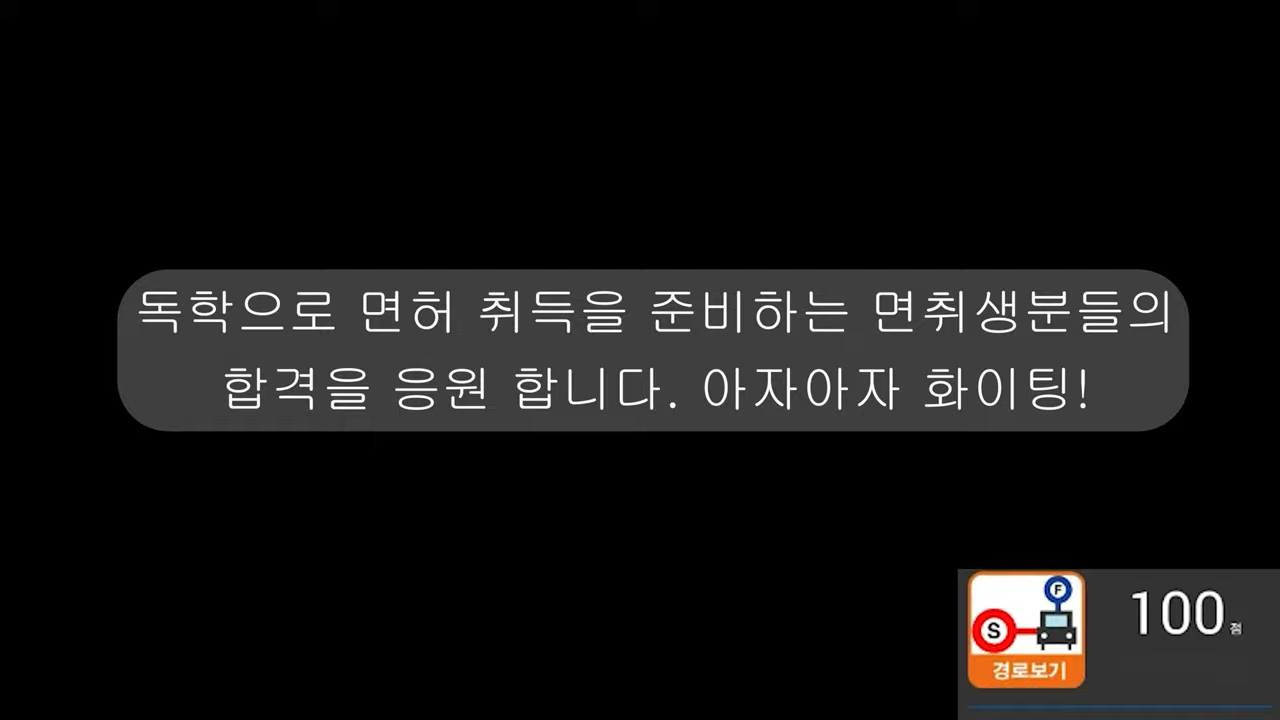 독학으로 면허 취득을 준비하는 면취생분들의
합격을 응원 합니다. 아자아자 화이팅!
F
S
경로보기
100점